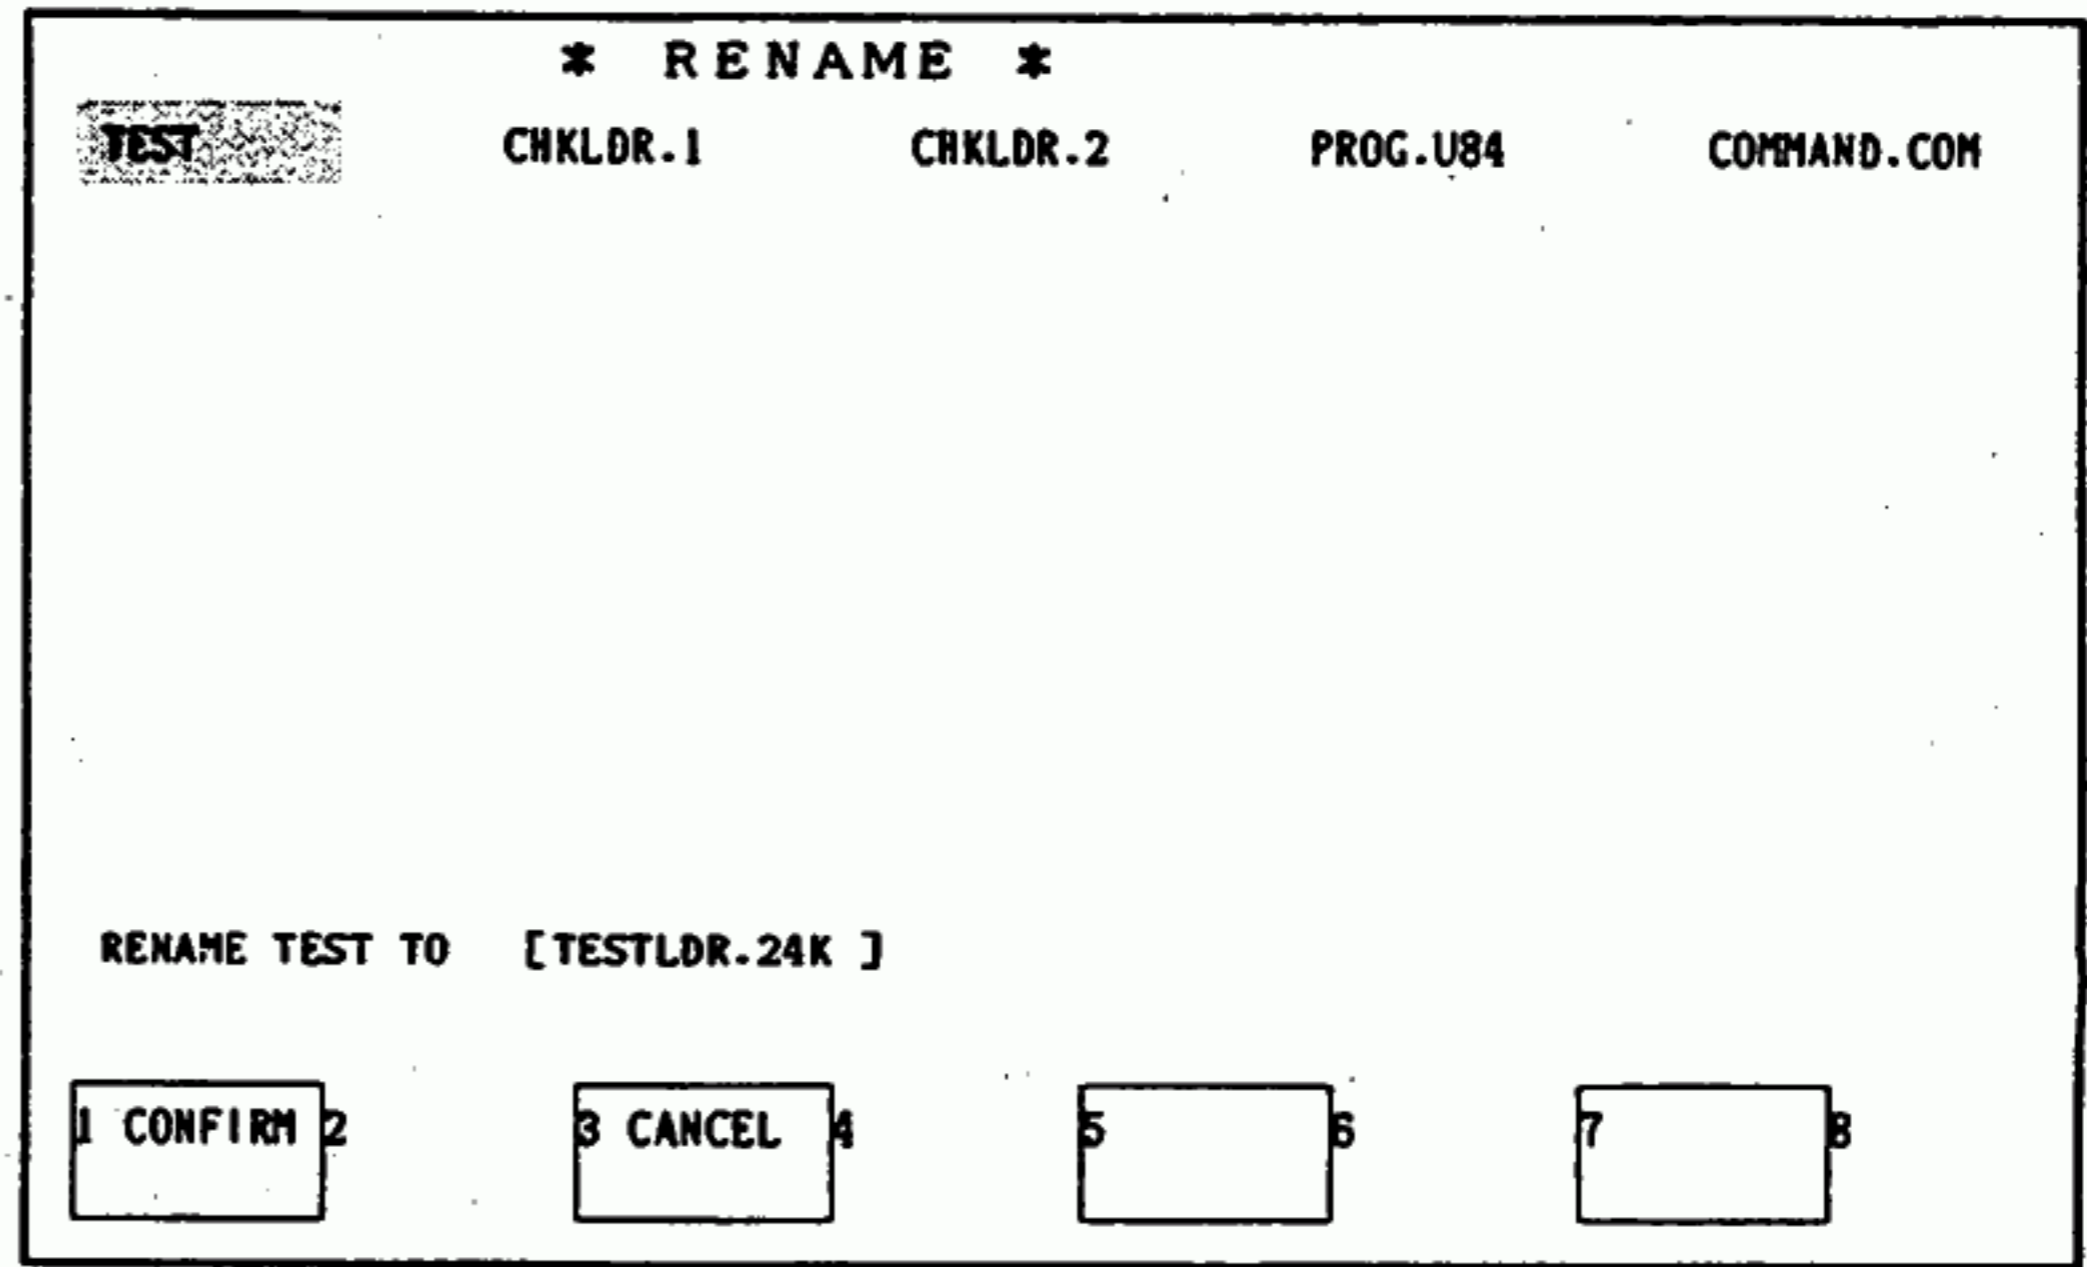 * RENAME *
TEST CHKLDR.1 CHKLDR.2 PROG.U84 COMMAND.COM
RENAME TEST TO [TESTLDR.24K ]
1 CONFIRM 2 3 CANCEL 4 5 6 7 8